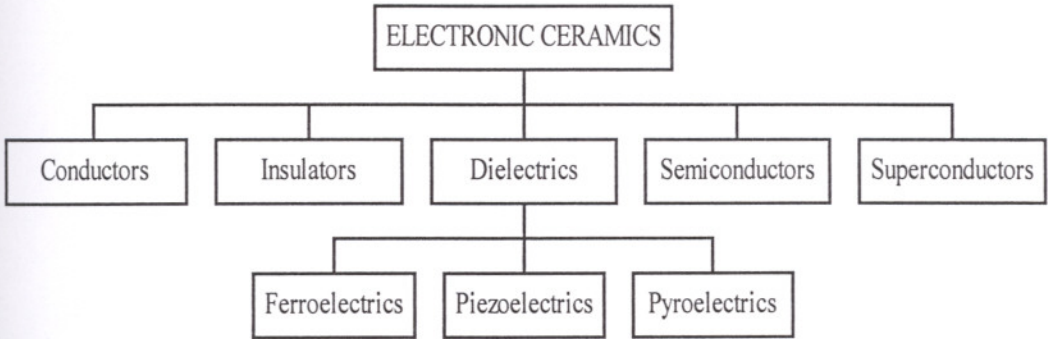 ELECTRONIC CERAMICS
Conductors
Insulators
Dielectrics
Semiconductors
Superconductors
Ferroelectrics
Piezoelectrics
Pyroelectrics